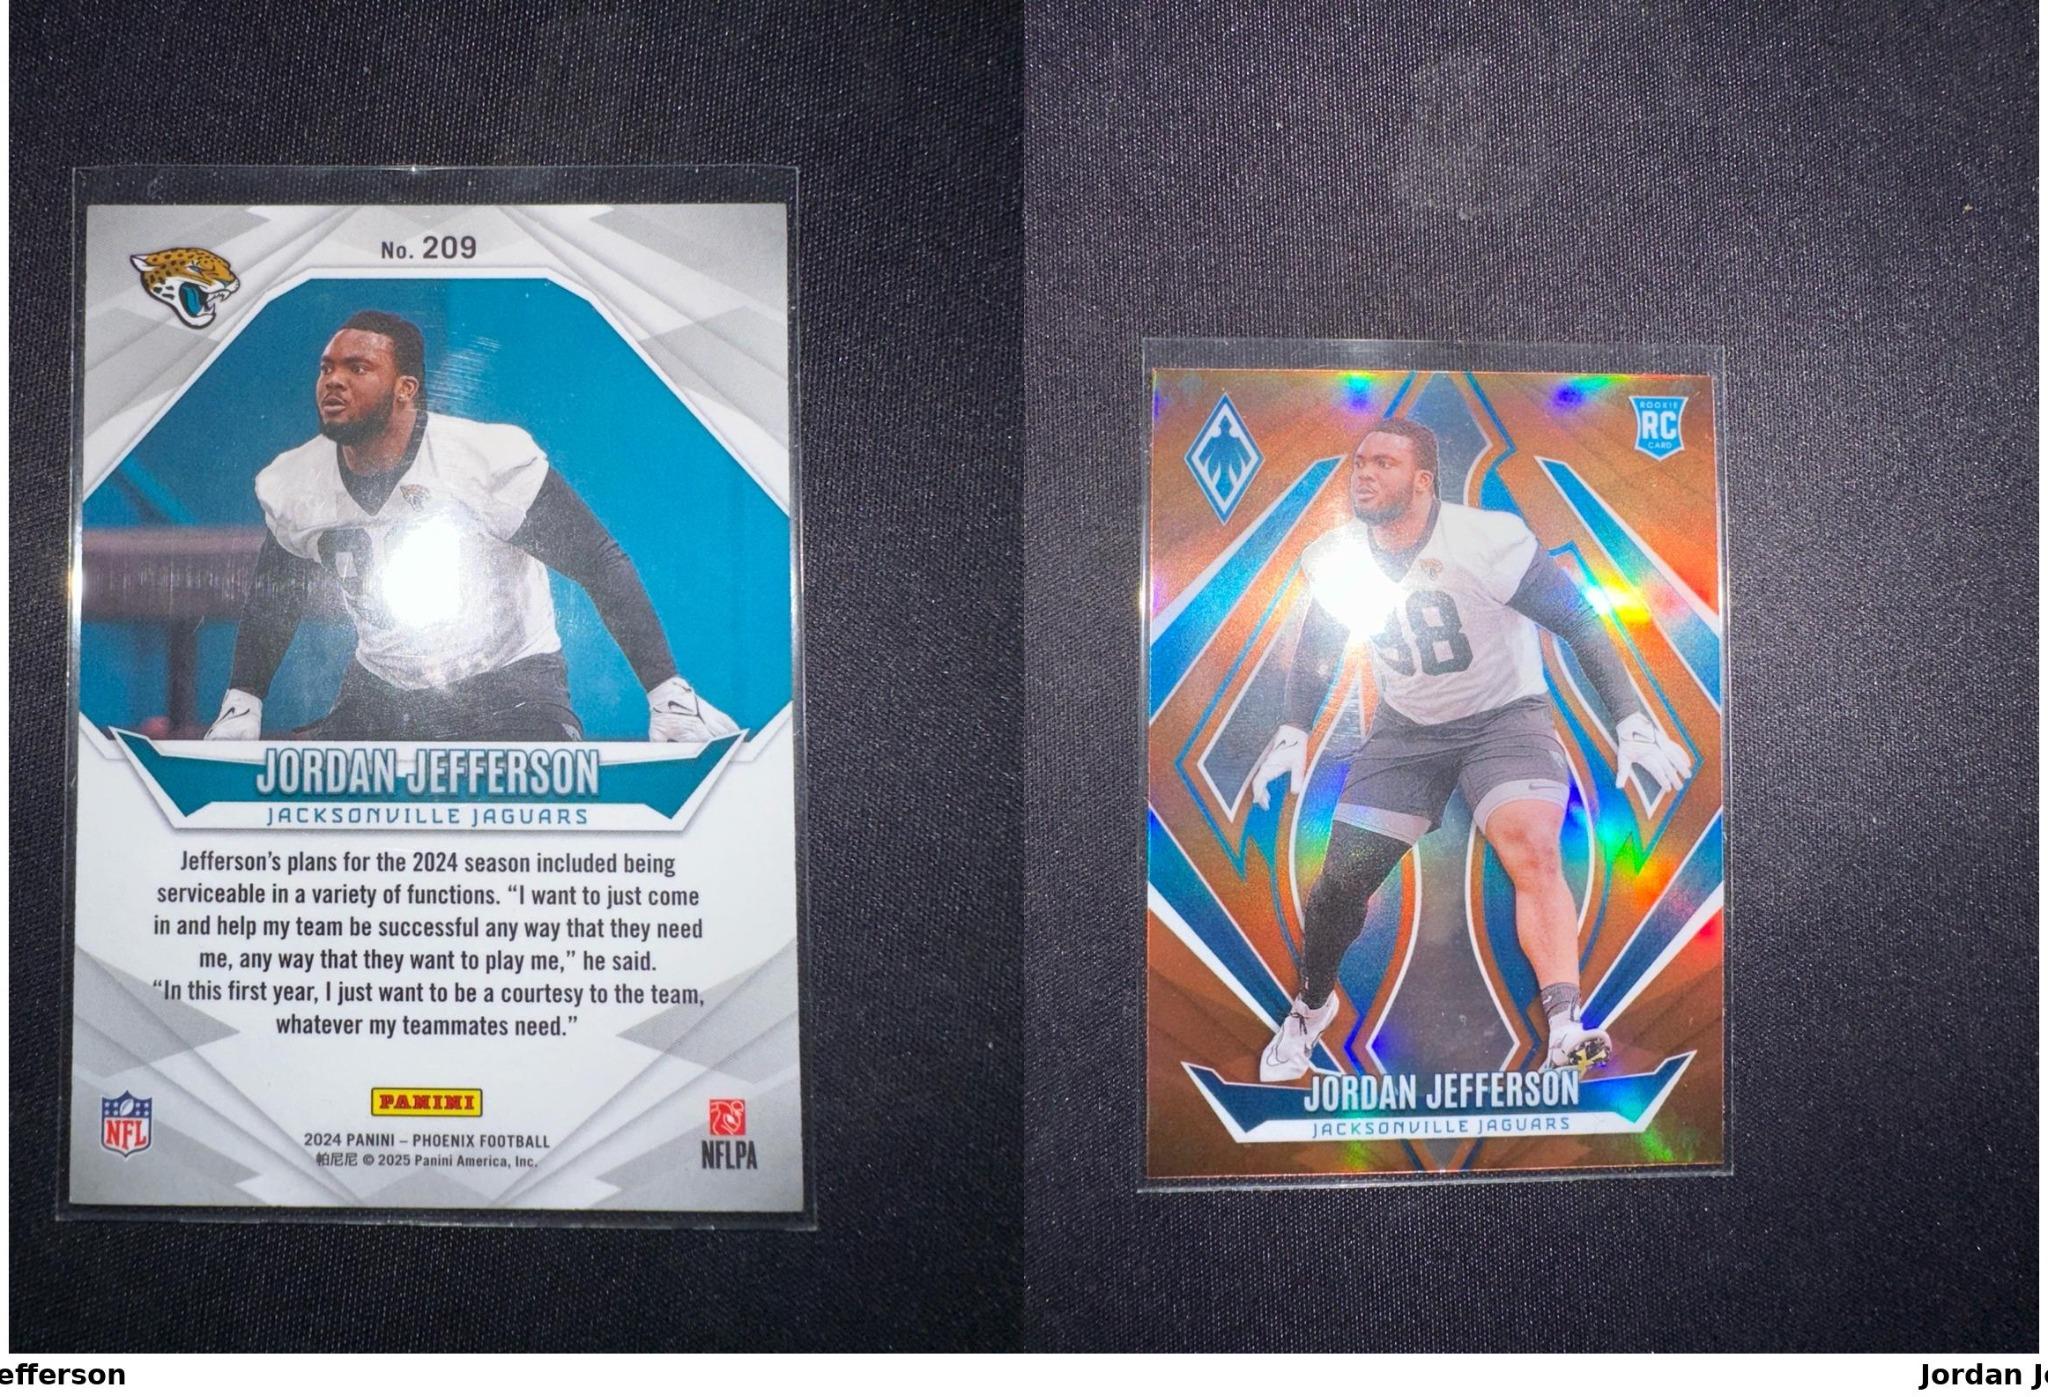 No. 209
JORDAN JEFFERSON
JACKSONVILLE JAGUARS
Jefferson's plans for the 2024 season included being
serviceable in a variety of functions. “I want to just come
in and help my team be successful any way that they need
me, any way that they want to play me,” he said.
“In this first year, I just want to be a courtesy to the team,
whatever my teammates need.”
NFL
PANINI
2024 PANINI – PHOENIX FOOTBALL
帕尼尼 © 2025 Panini America, Inc.
NFLPA
ROOKIE
RC
CARD
98
JORDAN JEFFERSON
JACKSONVILLE JAGUARS
efferson
Jordan Je